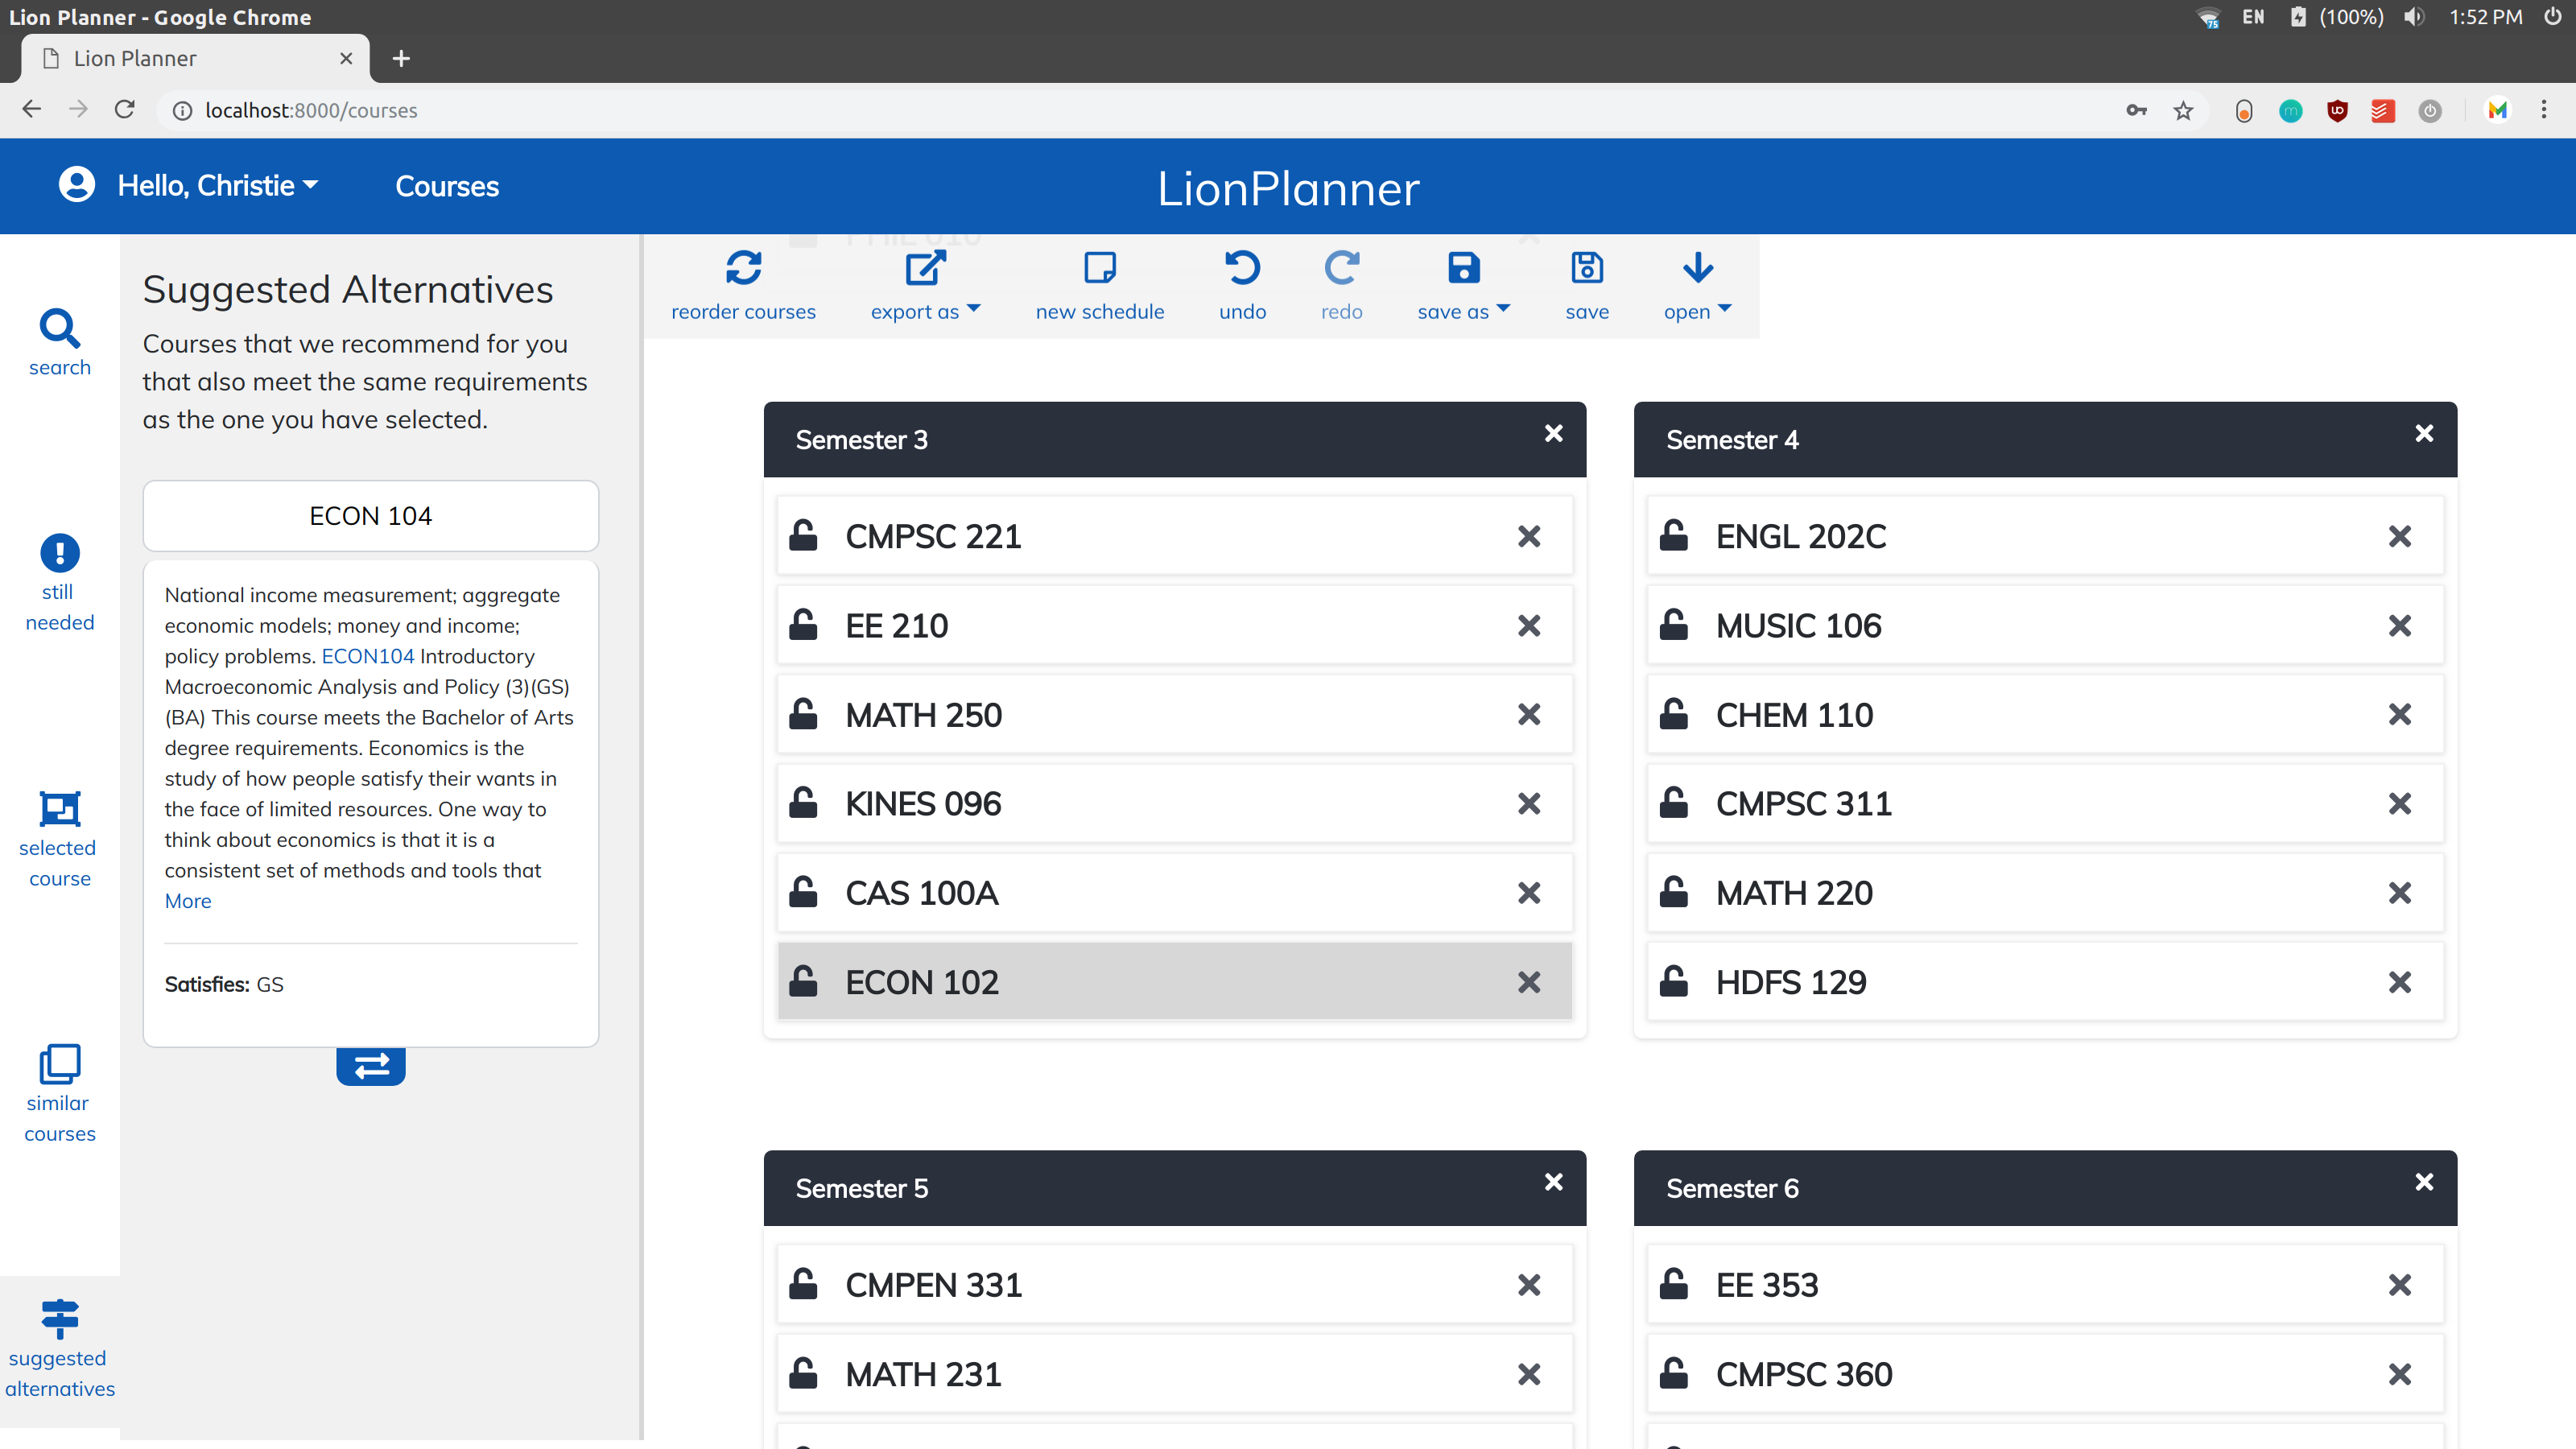 Lion Planner - Google Chrome
75
EN
(100%)
1:52 PM
Lion Planner
localhost:8000/courses
Hello, Christie
Courses
LionPlanner
search
still
needed
selected
course
similar
courses
suggested
alternatives
Suggested Alternatives
Courses that we recommend for you
that also meet the same requirements
as the one you have selected.
ECON 104
National income measurement; aggregate
economic models; money and income;
policy problems. ECON104 Introductory
Macroeconomic Analysis and Policy (3)(GS)
(BA) This course meets the Bachelor of Arts
degree requirements. Economics is the
study of how people satisfy their wants in
the face of limited resources. One way to
think about economics is that it is a
consistent set of methods and tools that
More
Satisfies: GS
reorder courses
export as
new schedule
undo
redo
save as
save
open
Semester 3
CMPSC 221
EE 210
MATH 250
KINES 096
CAS 100A
ECON 102
Semester 4
ENGL 202C
MUSIC 106
CHEM 110
CMPSC 311
MATH 220
HDFS 129
Semester 5
CMPEN 331
MATH 231
Semester 6
EE 353
CMPSC 360